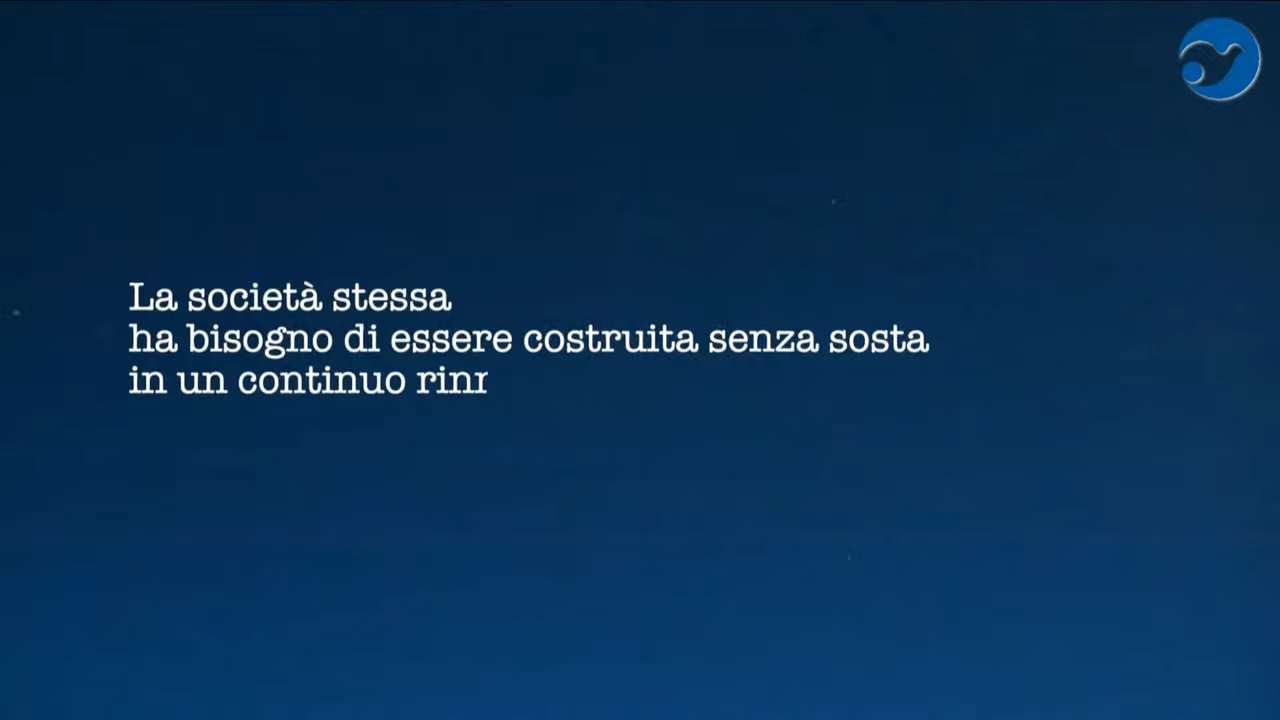 La società stessa
ha bisogno di essere costruita senza sosta
in un continuo